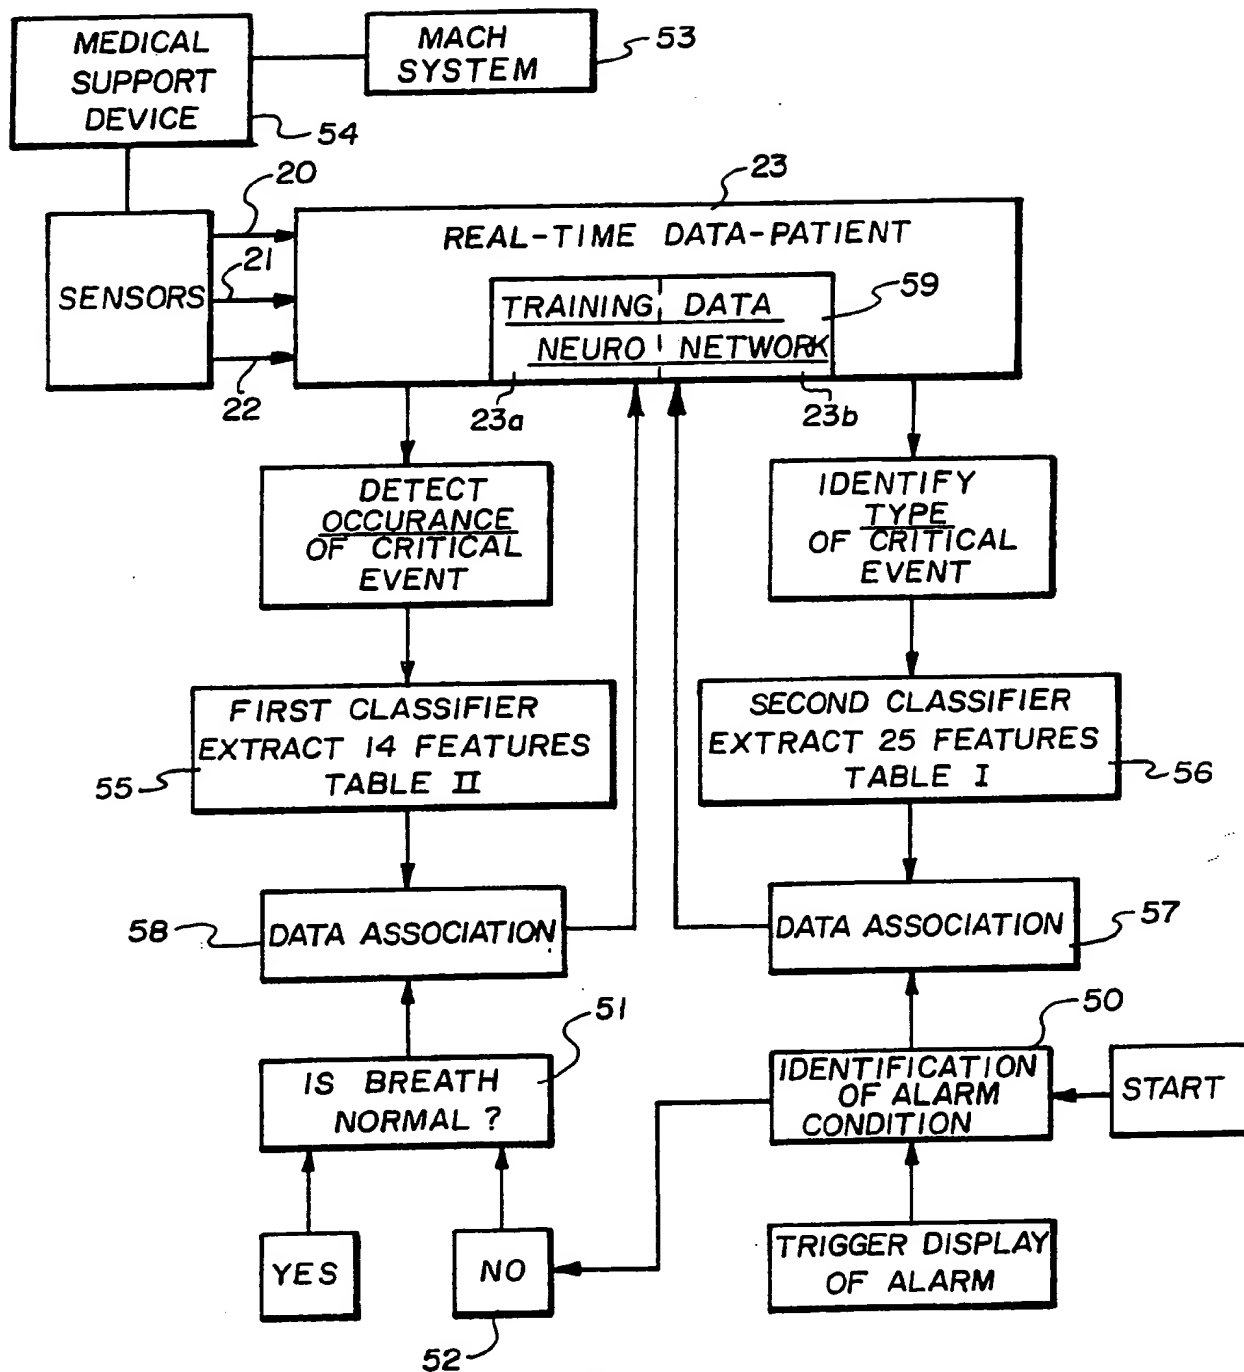 MEDICAL
SUPPORT
DEVICE
54
MACH
SYSTEM
53
20
21
22
SENSORS
23
REAL-TIME DATA-PATIENT
TRAINING DATA
NEURO NETWORK
59
23a
23b
DETECT
OCCURANCE
OF CRITICAL
EVENT
IDENTIFY
TYPE
OF CRITICAL
EVENT
FIRST CLASSIFIER
EXTRACT 14 FEATURES
TABLE II
55
SECOND CLASSIFIER
EXTRACT 25 FEATURES
TABLE I
56
58
DATA ASSOCIATION
DATA ASSOCIATION
57
51
IS BREATH
NORMAL?
50
IDENTIFICATION
OF ALARM
CONDITION
START
YES
NO
52
TRIGGER DISPLAY
OF ALARM